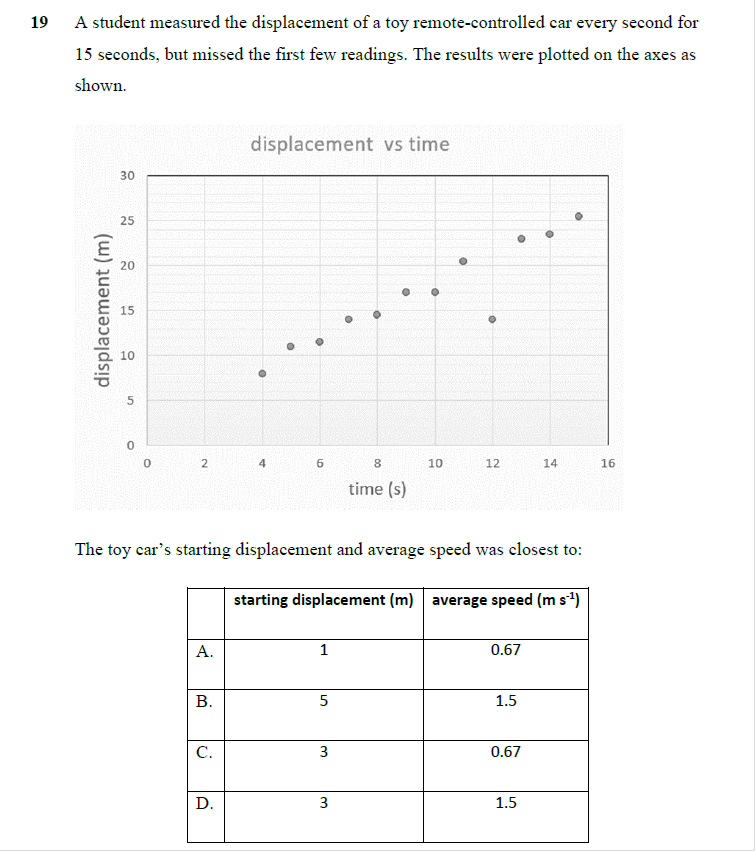 19 A student measured the displacement of a toy remote-controlled car every second for
15 seconds, but missed the first few readings. The results were plotted on the axes as
shown.
displacement vs time
30
25
20
15
10
5
0
displacement (m)
0 2 4 6 8 10 12 14 16
time (s)
The toy car's starting displacement and average speed was closest to:
starting displacement (m) average speed (m s⁻¹)
A. 1 0.67
B. 5 1.5
C. 3 0.67
D. 3 1.5